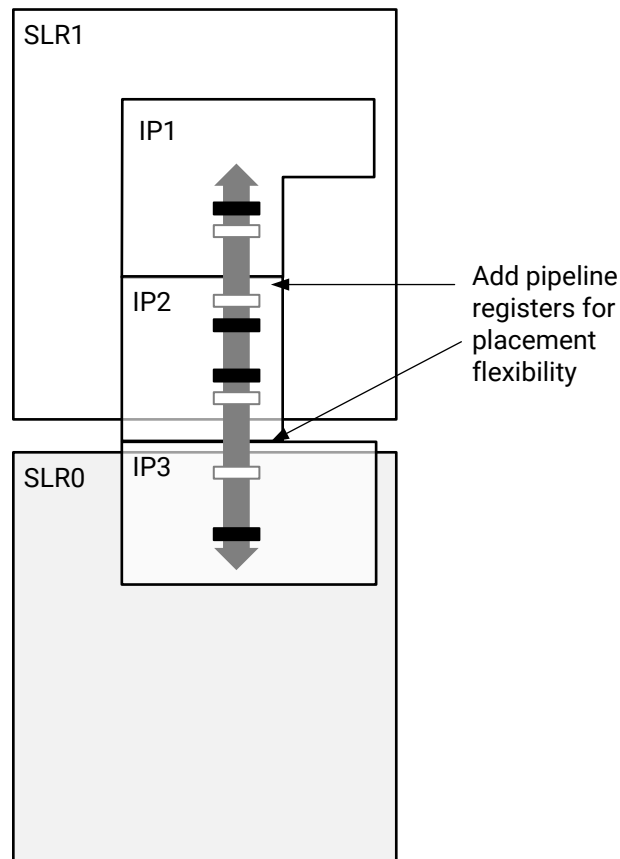 SLR1
IP1
IP2
Add pipeline
registers for
placement
flexibility
IP3
SLR0